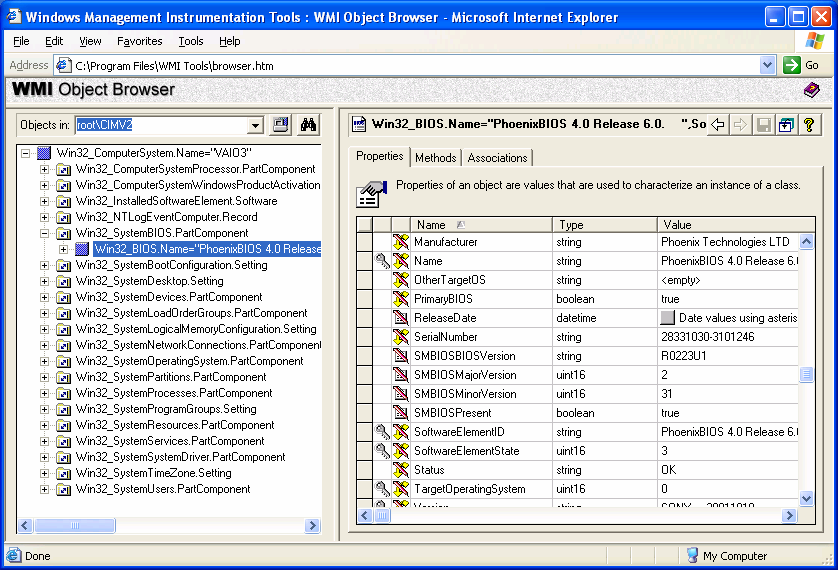 Windows Management Instrumentation Tools : WMI Object Browser - Microsoft Internet Explorer
File Edit View Favorites Tools Help
Address C:\Program Files\WMI Tools\browser.htm Go
WMI Object Browser
Objects in: root\CIMV2
Win32_ComputerSystem.Name="VAIO3"
Win32_ComputerSystemProcessor.PartComponent
Win32_ComputerSystemWindowsProductActivation
Win32_InstalledSoftwareElement.Software
Win32_NTLogEventComputer.Record
Win32_SystemBIOS.PartComponent
Win32_BIOS.Name="PhoenixBIOS 4.0 Release
Win32_SystemBootConfiguration.Setting
Win32_SystemDesktop.Setting
Win32_SystemDevices.PartComponent
Win32_SystemLoadOrderGroups.PartComponent
Win32_SystemLogicalMemoryConfiguration.Setting
Win32_SystemNetworkConnections.PartComponent
Win32_SystemOperatingSystem.PartComponent
Win32_SystemPartitions.PartComponent
Win32_SystemProcesses.PartComponent
Win32_SystemProgramGroups.Setting
Win32_SystemResources.PartComponent
Win32_SystemServices.PartComponent
Win32_SystemSystemDriver.PartComponent
Win32_SystemTimeZone.Setting
Win32_SystemUsers.PartComponent
Win32_BIOS.Name="PhoenixBIOS 4.0 Release 6.0. ",So
Properties Methods Associations
Properties of an object are values that are used to characterize an instance of a class.
Name Type Value
Manufacturer string Phoenix Technologies LTD
Name string PhoenixBIOS 4.0 Release 6.0
OtherTargetOS string <empty>
PrimaryBIOS boolean true
ReleaseDate datetime Date values using asteris
SerialNumber string 28331030-3101246
SMBIOSBIOSVersion string R0223U1
SMBIOSMajorVersion uint16 2
SMBIOSMinorVersion uint16 31
SMBIOSPresent boolean true
SoftwareElementID string PhoenixBIOS 4.0 Release 6.0
SoftwareElementState uint16 3
Status string OK
TargetOperatingSystem uint16 0
Version string SONY
Done My Computer